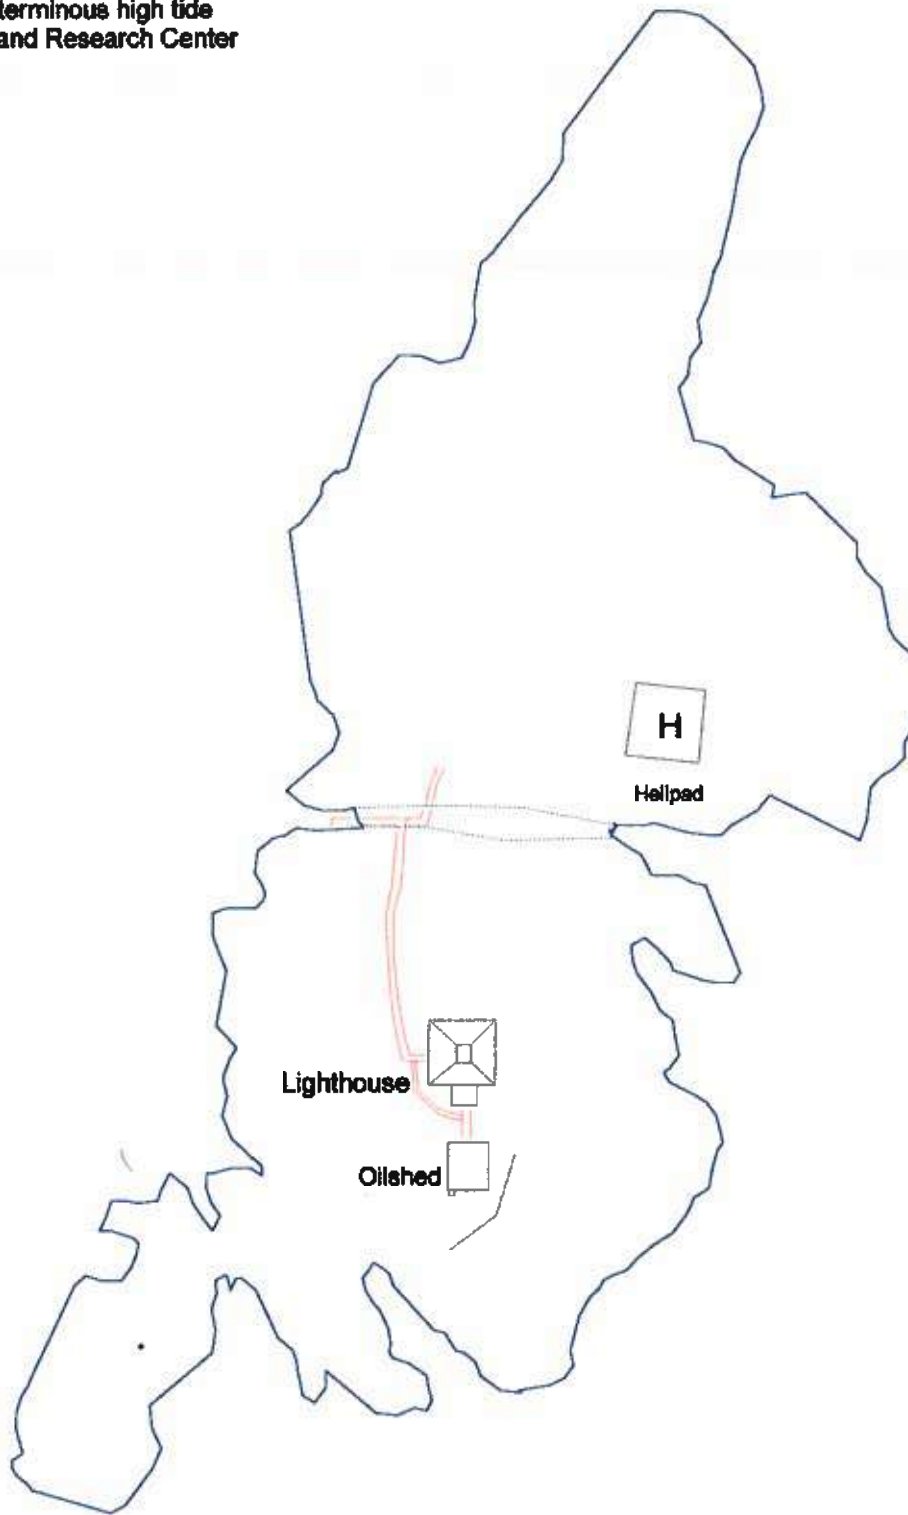 terminous high tide
and Research Center
H
Helipad
Lighthouse
Oilshed